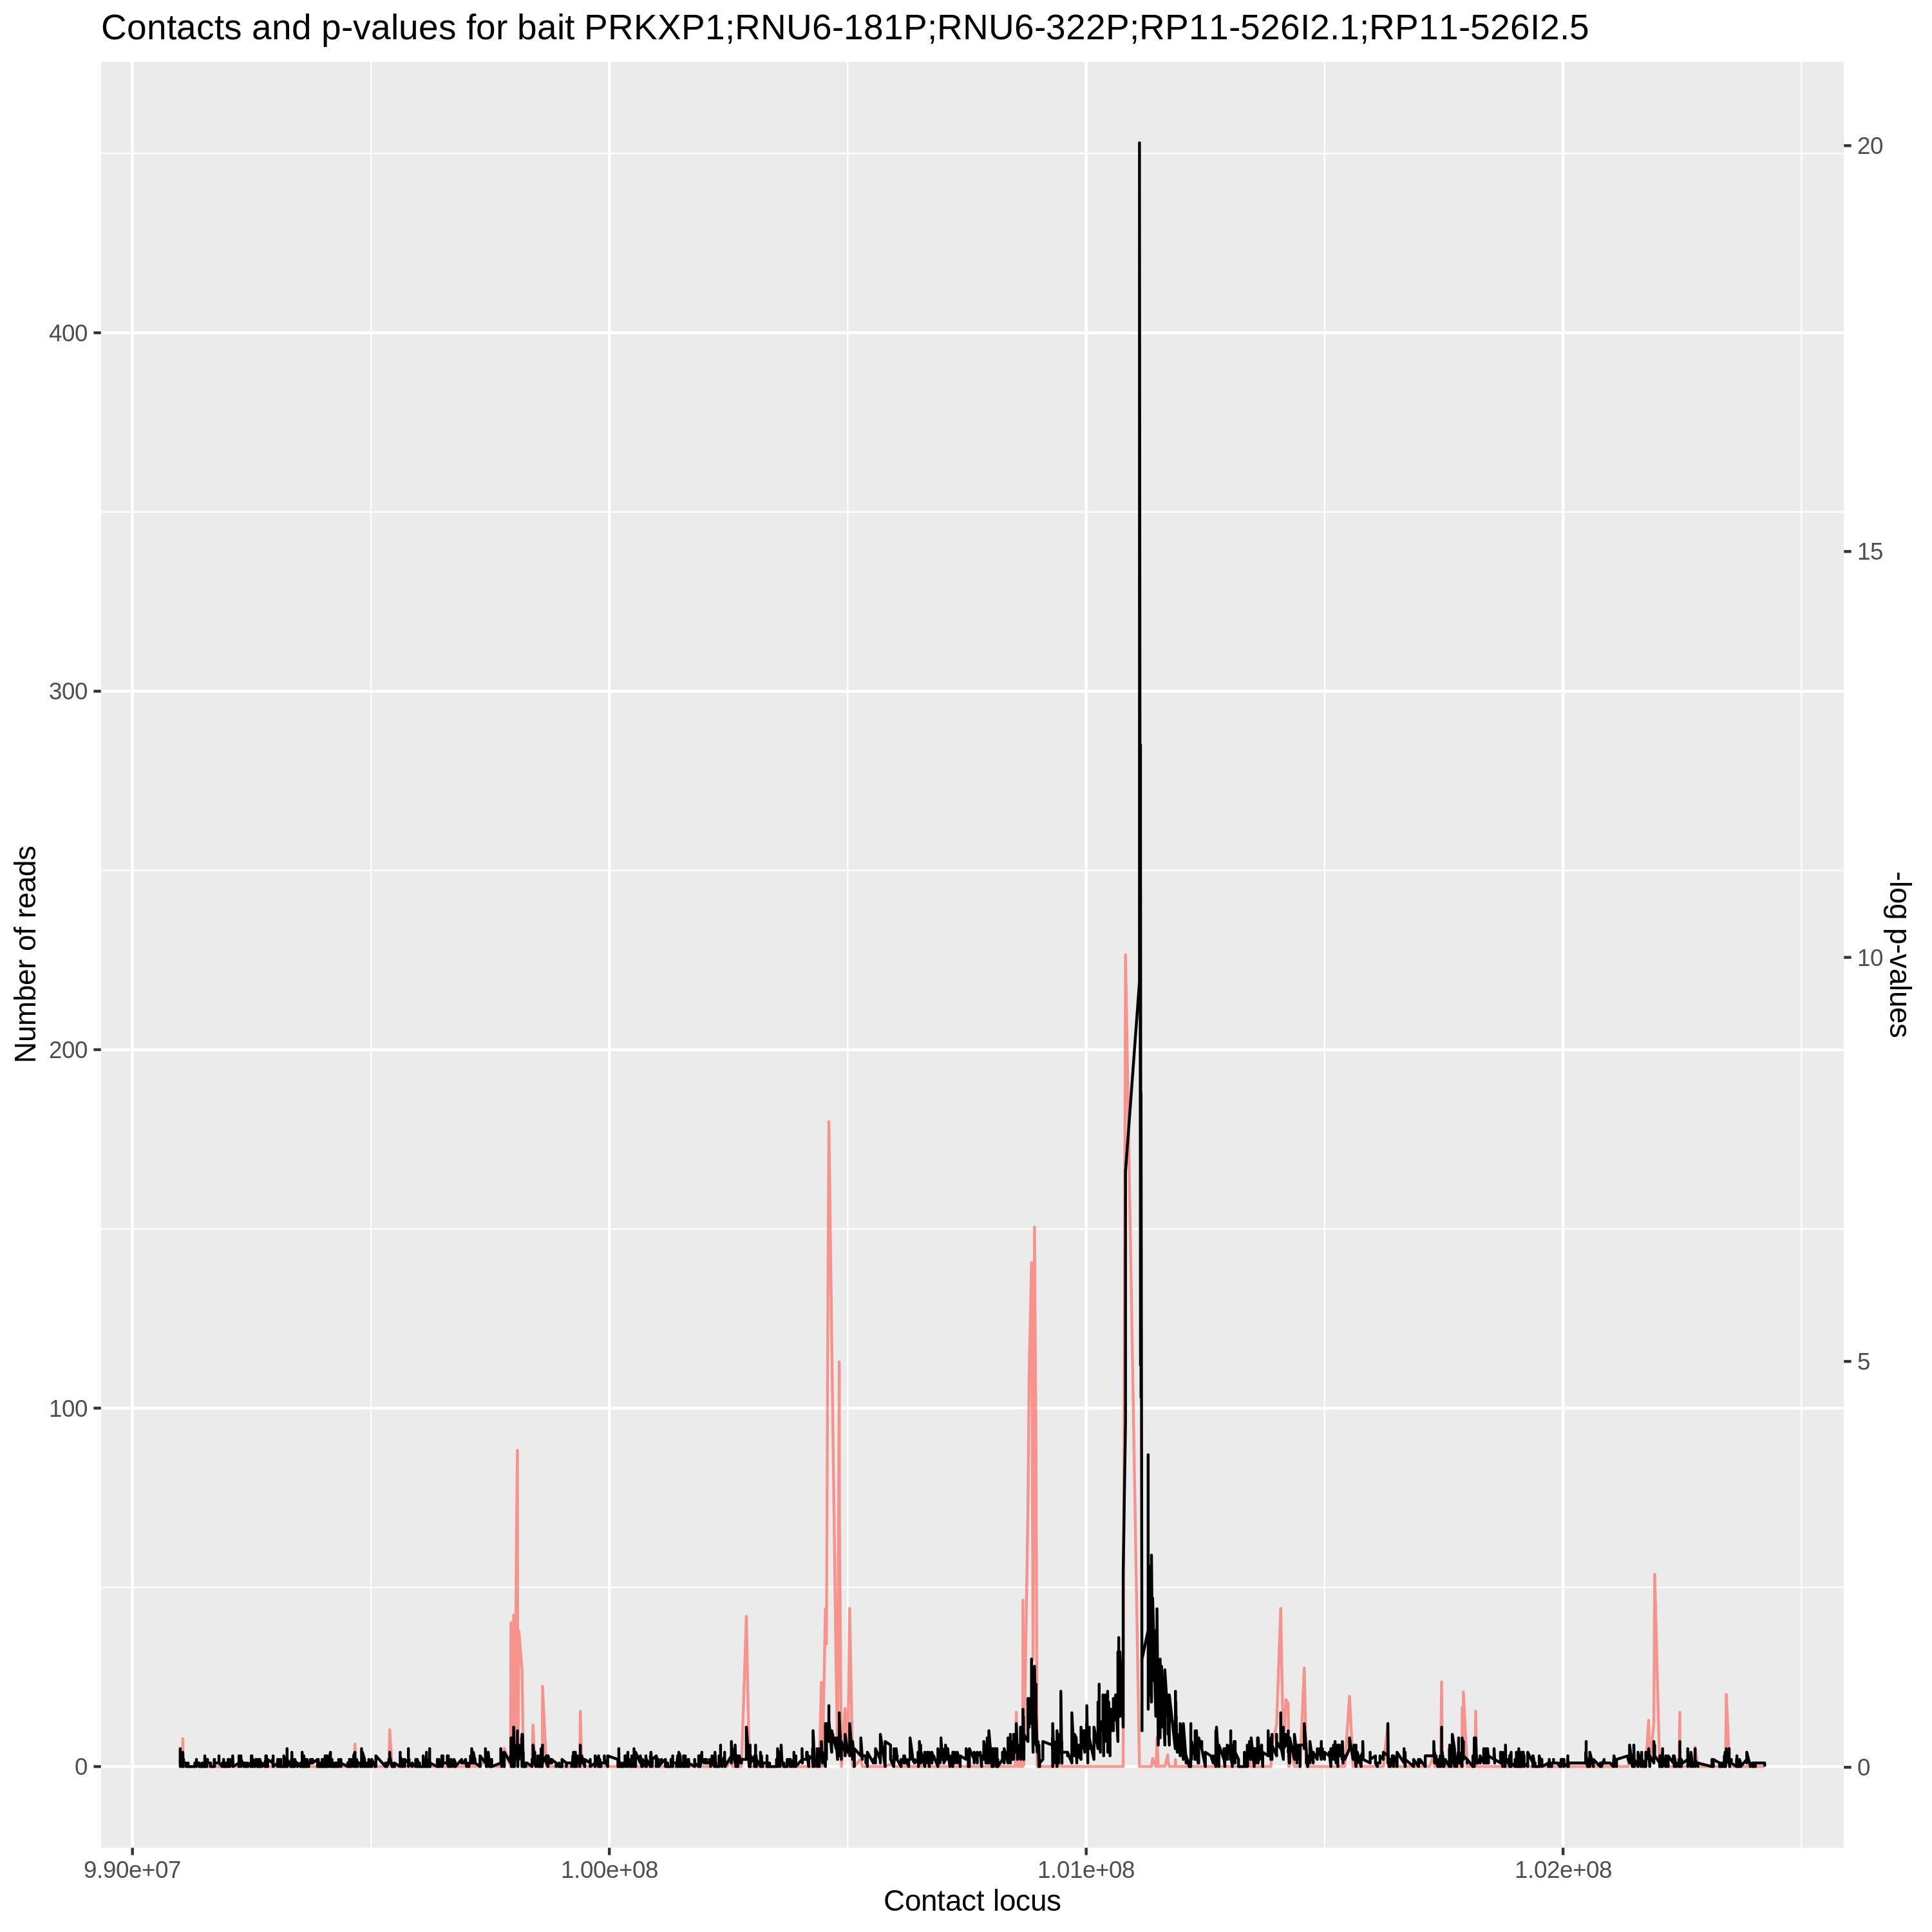 Contacts and p-values for bait PRKXP1;RNU6-181P;RNU6-322P;RP11-526I2.1;RP11-526I2.5
20
400
15
300
Number of reads
-log p-values
10
200
5
100
0
0
9.90e+07
1.00e+08
1.01e+08
1.02e+08
Contact locus